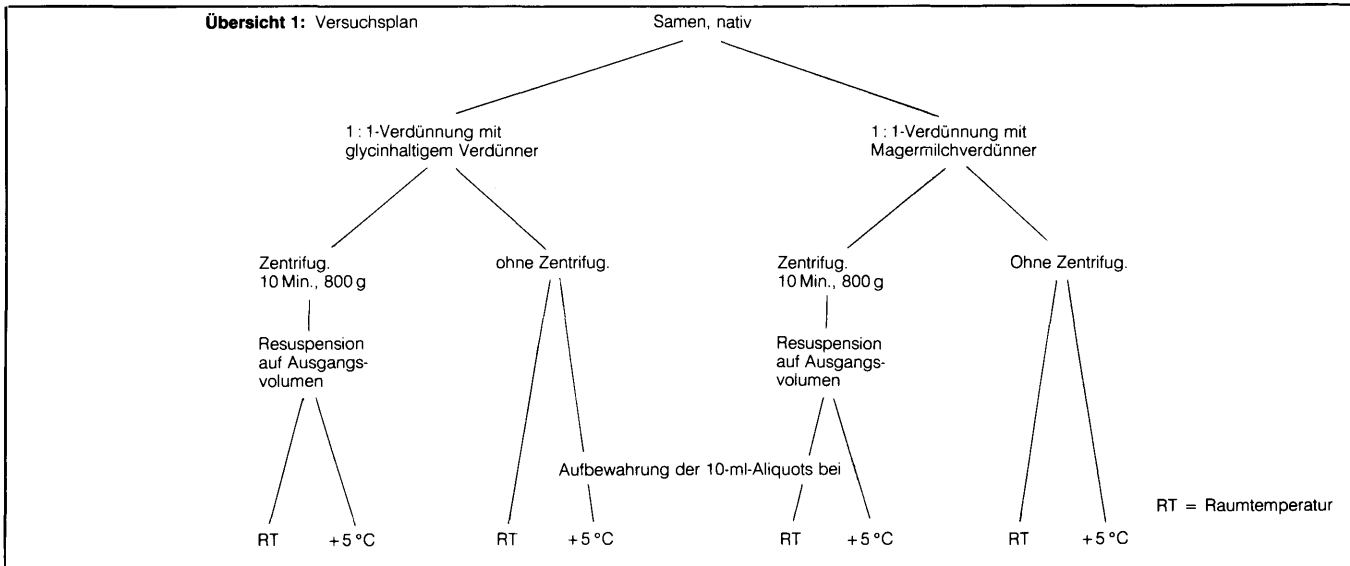 Übersicht 1: Versuchsplan
Samen, nativ
1 : 1-Verdünnung mit
glycinhaltigem Verdünner
1 : 1-Verdünnung mit
Magermilchverdünner
Zentrifug.
10 Min., 800 g
ohne Zentrifug.
Zentrifug.
10 Min., 800 g
Ohne Zentrifug.
Resuspension
auf Ausgangs-
volumen
Resuspension
auf Ausgangs-
volumen
Aufbewahrung der 10-ml-Aliquots bei
RT = Raumtemperatur
RT +5 °C RT +5 °C RT +5 °C RT +5 °C